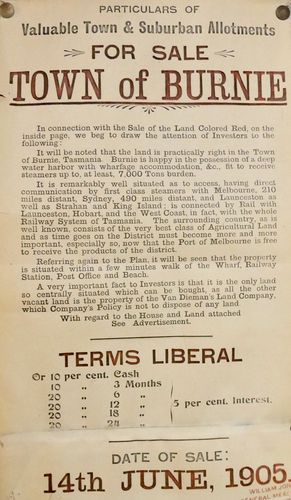 PARTICULARS OF
Valuable Town & Suburban Allotments
FOR SALE
TOWN of BURNIE
In connection with the Sale of the Land Colored Red, on the
inside page, we beg to draw the attention of Investors to the
following:
It will be noted that the land is practically right in the Town
of Burnie, Tasmania. Burnie is happy in the possession of a deep
water harbor with wharfage accommodation, &c., fit to receive
steamers up to, at least, 7,000 Tons burden.
It is remarkably well situated as to access, having direct
communication by first class steamers with Melbourne, 210
miles distant, Sydney, 490 miles distant, and Launceston as
well as Strahan and King Island; is connected by Rail with
Launceston, Hobart, and the West Coast, in fact, with the whole
Railway System of Tasmania. The surrounding country, as is
well known, consists of the very best class of Agricultural Land
and as time goes on the District must become more and more
important, especially so, now that the Port of Melbourne is free
to receive the products of the district.
Referring again to the Plan, it will be seen that the property
is situated within a few minutes walk of the Wharf, Railway
Station, Post Office and Beach.
A very important fact to Investors is that it is the only land
so centrally situated which can be bought, as all the other
vacant land is the property of the Van Dieman's Land Company,
which Company's Policy is not to dispose of any land
With regard to the House and Land attached
See Advertisement.
TERMS LIBERAL
Or 10 per cent. Cash
10 ,, 3 Months
20 ,, 6 ,,
20 ,, 12 ,, 5 per cent. Interest.
20 ,, 18 ,,
20 ,, 24 ,,
DATE OF SALE:
14th JUNE, 1905.
WILLIAM
GENERAL